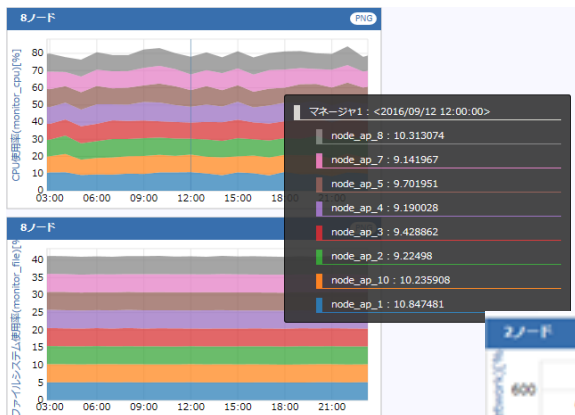 8ノード
PNG
CPU使用率(monitor_cpu)[%]
80
70
60
50
40
30
20
10
0
03:00 06:00 09:00 12:00 15:00 18:00 21:00
マネージャ1 : <2016/09/12 12:00:00>
node_ap_8 : 10.313074
node_ap_7 : 9.141967
node_ap_5 : 9.701951
node_ap_4 : 9.190028
node_ap_3 : 9.428862
node_ap_2 : 9.22498
node_ap_10 : 10.235908
node_ap_1 : 10.847481
8ノード
ファイルシステム使用率(monitor_file)[%]
40
35
30
25
20
15
10
5
0
03:00 06:00 09:00 12:00 15:00 18:00 21:00
2ノード
600